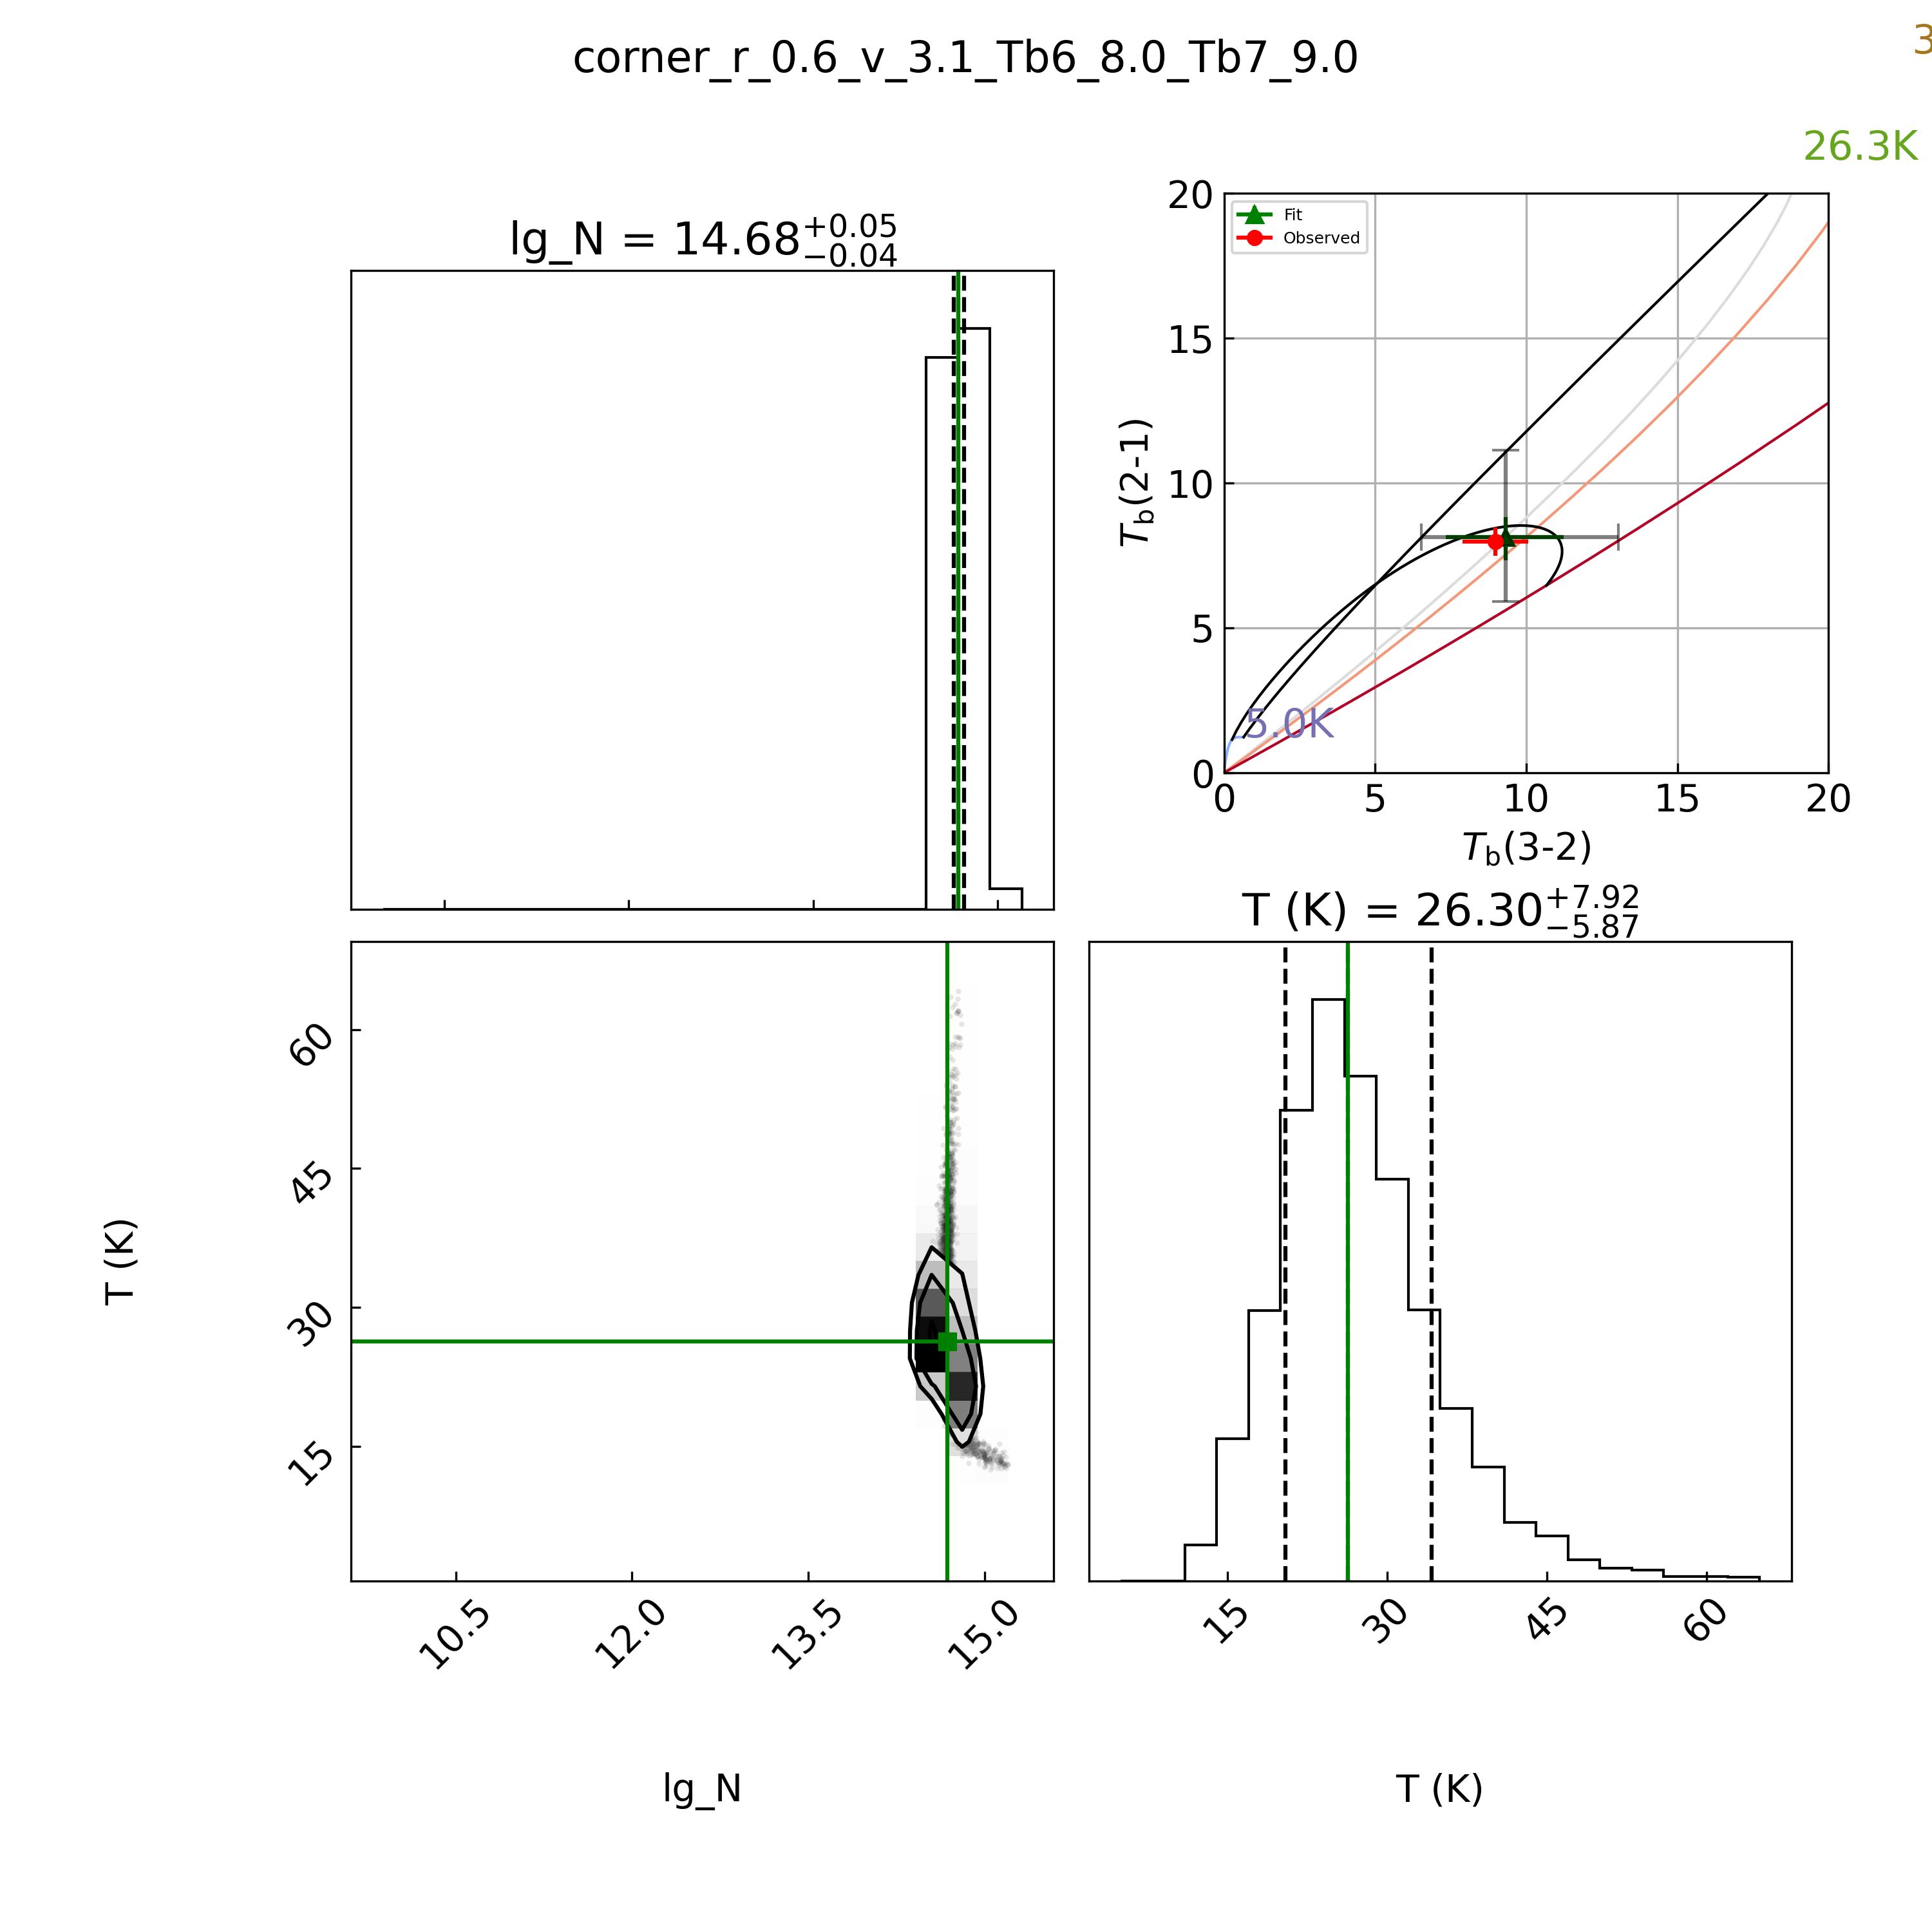 corner_r_0.6_v_3.1_Tb6_8.0_Tb7_9.0
3
26.3K
lg_N = 14.68+0.05−0.04
20
15
10
5
0
Fit
Observed
5.0K
Tb(2-1)
0 5 10 15 20
Tb(3-2)
T (K) = 26.30+7.92−5.87
60
45
30
15
T (K)
10.5 12.0 13.5 15.0
15 30 45 60
lg_N
T (K)